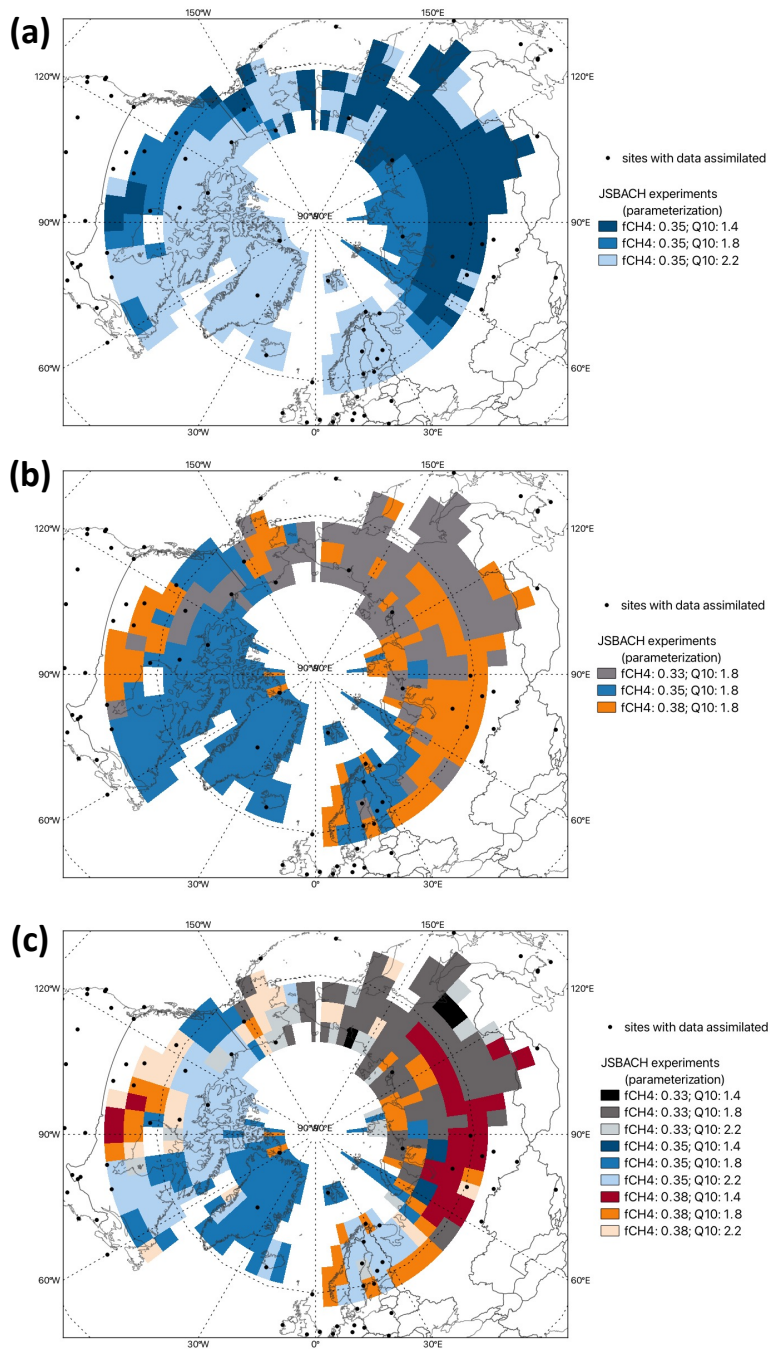 (a)
150°W
150°E
120°W
120°E
90°W
90°W90°E
90°E
60°W
60°E
30°W
0°
30°E
• sites with data assimilated
JSBACH experiments
(parameterization)
fCH4: 0.35; Q10: 1.4
fCH4: 0.35; Q10: 1.8
fCH4: 0.35; Q10: 2.2
(b)
150°W
150°E
120°W
120°E
90°W
90°E
60°W
60°E
30°W
0°
30°E
• sites with data assimilated
JSBACH experiments
(parameterization)
fCH4: 0.33; Q10: 1.8
fCH4: 0.35; Q10: 1.8
fCH4: 0.38; Q10: 1.8
(c)
150°W
150°E
120°W
120°E
90°W
90°E
60°W
60°E
30°W
0°
30°E
• sites with data assimilated
JSBACH experiments
(parameterization)
fCH4: 0.33; Q10: 1.4
fCH4: 0.33; Q10: 1.8
fCH4: 0.33; Q10: 2.2
fCH4: 0.35; Q10: 1.4
fCH4: 0.35; Q10: 1.8
fCH4: 0.35; Q10: 2.2
fCH4: 0.38; Q10: 1.4
fCH4: 0.38; Q10: 1.8
fCH4: 0.38; Q10: 2.2